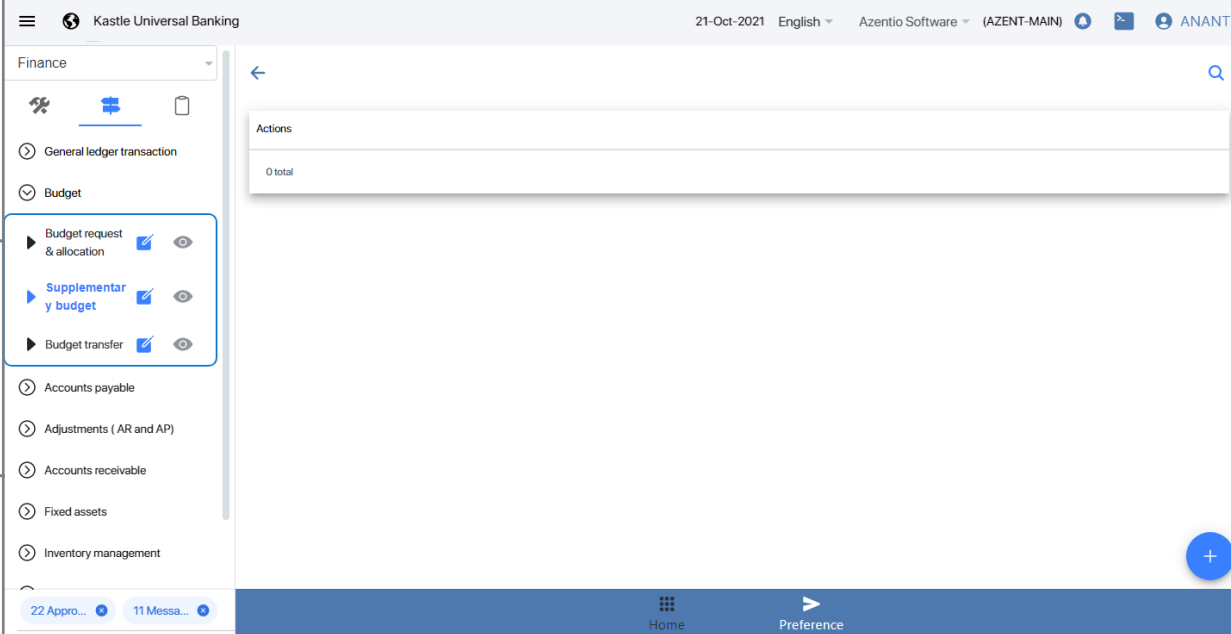 Kastle Universal Banking
21-Oct-2021 English Azentio Software (AZENT-MAIN) ANANT
Finance
General ledger transaction
Budget
Budget request
& allocation
Supplementar
y budget
Budget transfer
Accounts payable
Adjustments ( AR and AP)
Accounts receivable
Fixed assets
Inventory management
22 Appro... 11 Messa...
Actions
0 total
Home Preference